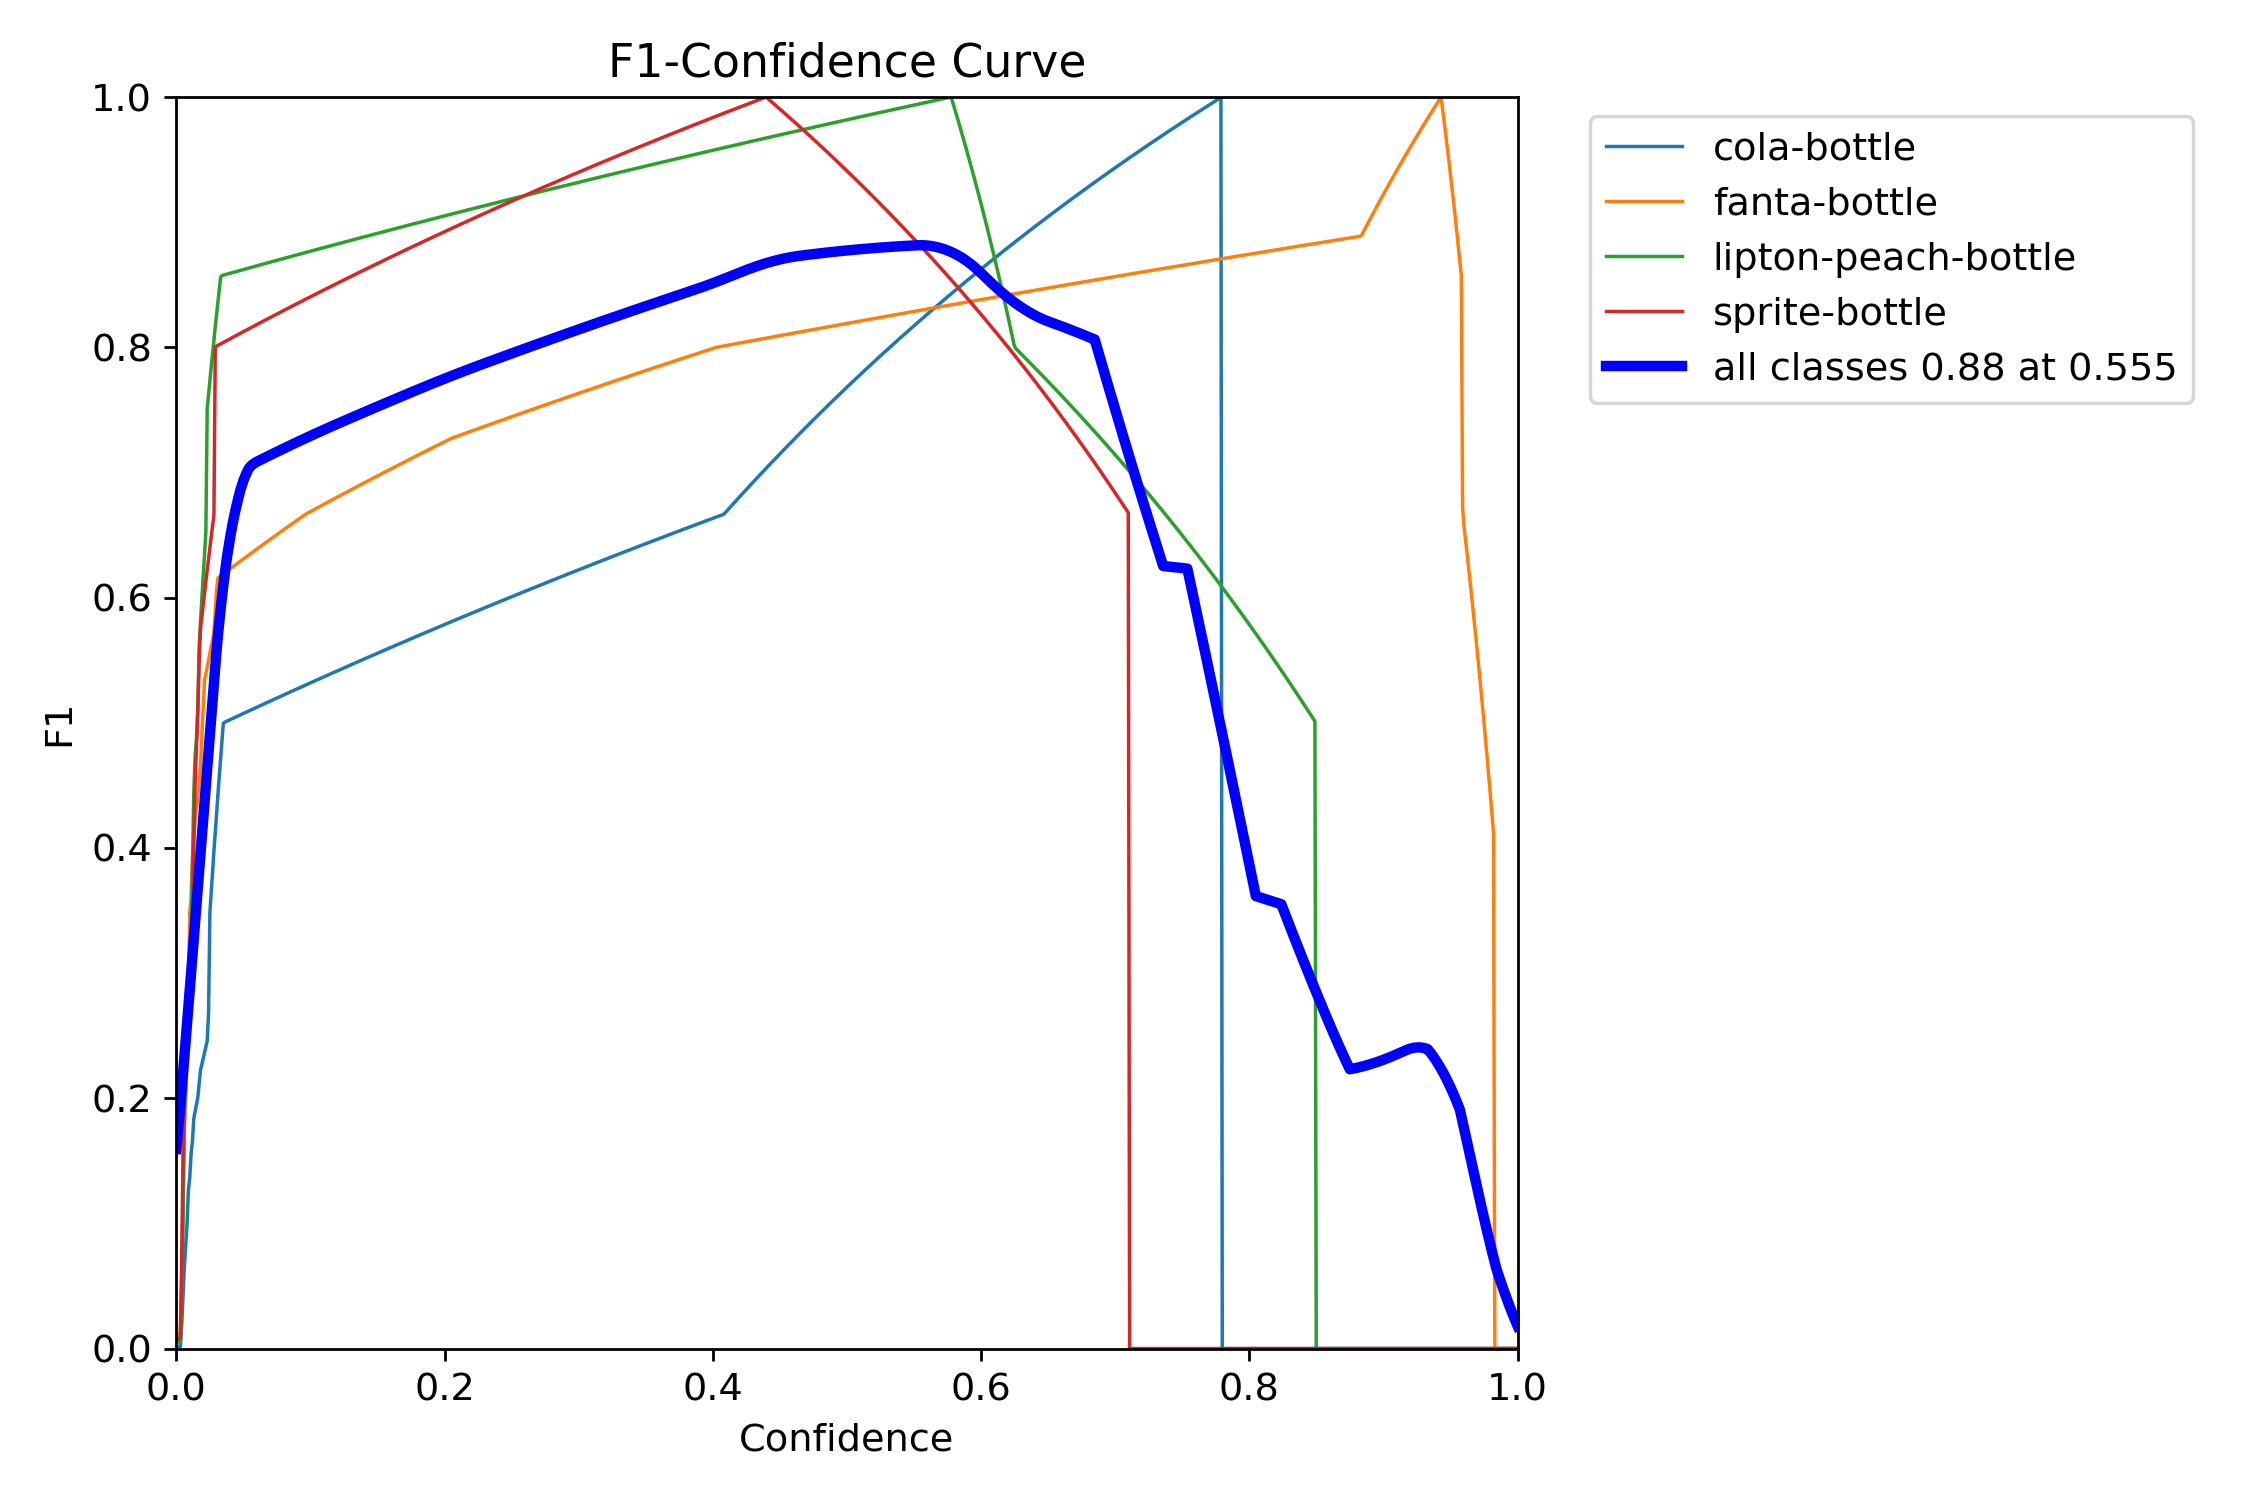 F1-Confidence Curve
1.0
0.8
0.6
0.4
0.2
0.0
F1
0.0 0.2 0.4 0.6 0.8 1.0
Confidence
cola-bottle
fanta-bottle
lipton-peach-bottle
sprite-bottle
all classes 0.88 at 0.555